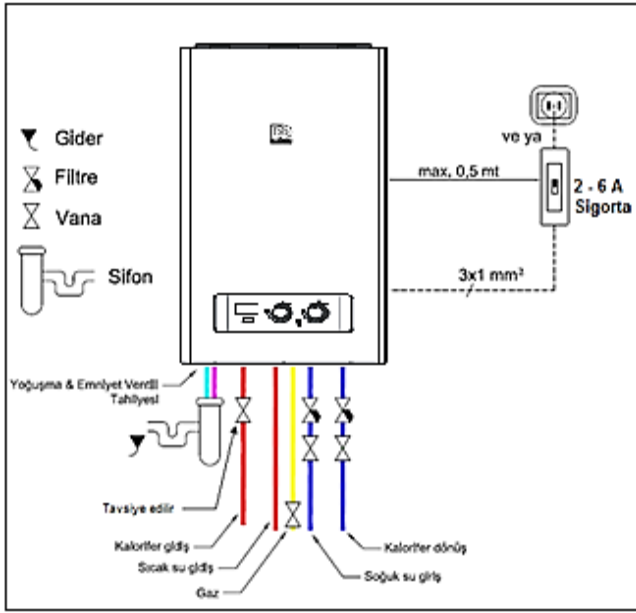 Gider
Filtre
Vana
Sifon
ve ya
max. 0,5 mt
2 - 6 A
Sigorta
3x1 mm²
Yoğuşma & Emniyet Ventili
Tahliyesi
Tavsiye edilir
Kalorifer gidiş
Sıcak su gidiş
Gaz
Kalorifer dönüş
Soğuk su giriş